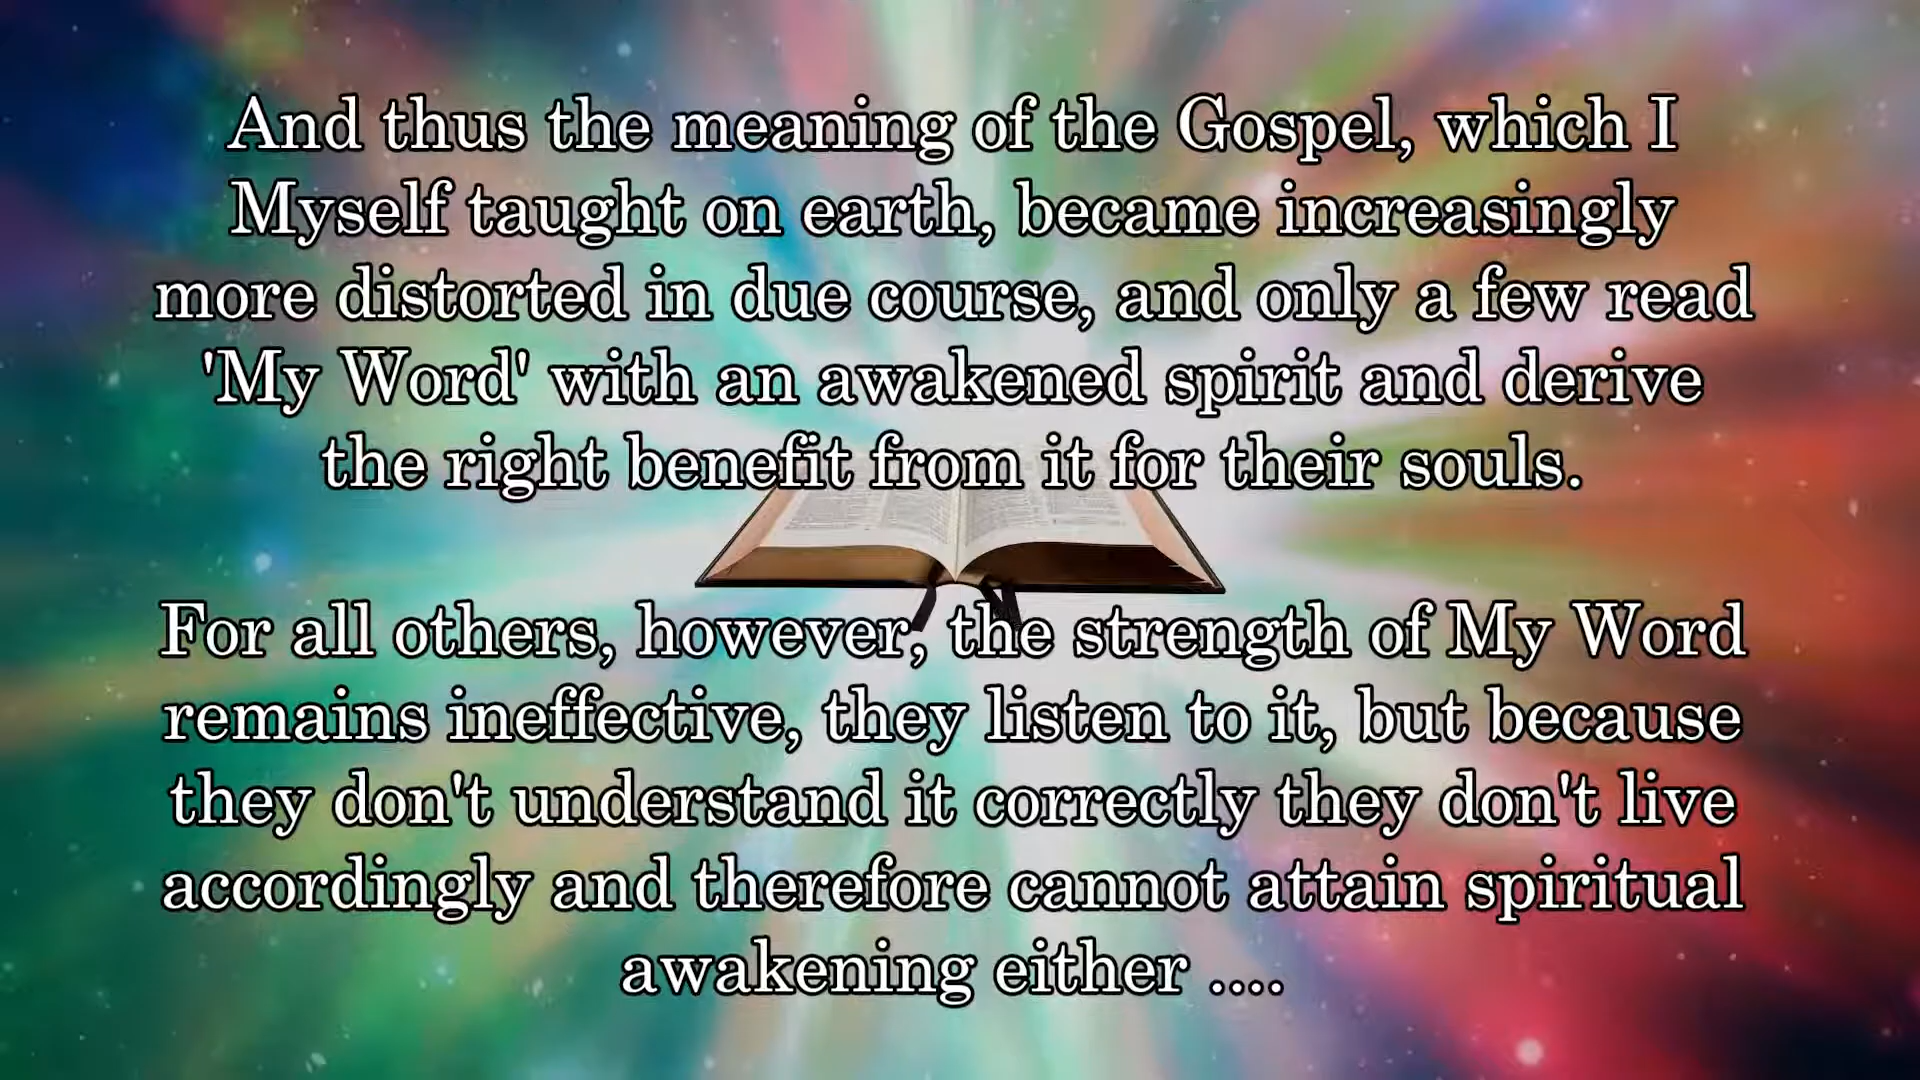 And thus the meaning of the Gospel, which I
Myself taught on earth, became increasingly
more distorted in due course, and only a few read
'My Word' with an awakened spirit and derive
the right benefit from it for their souls.
For all others, however, the strength of My Word
remains ineffective, they listen to it, but because
they don't understand it correctly they don't live
accordingly and therefore cannot attain spiritual
awakening either ....